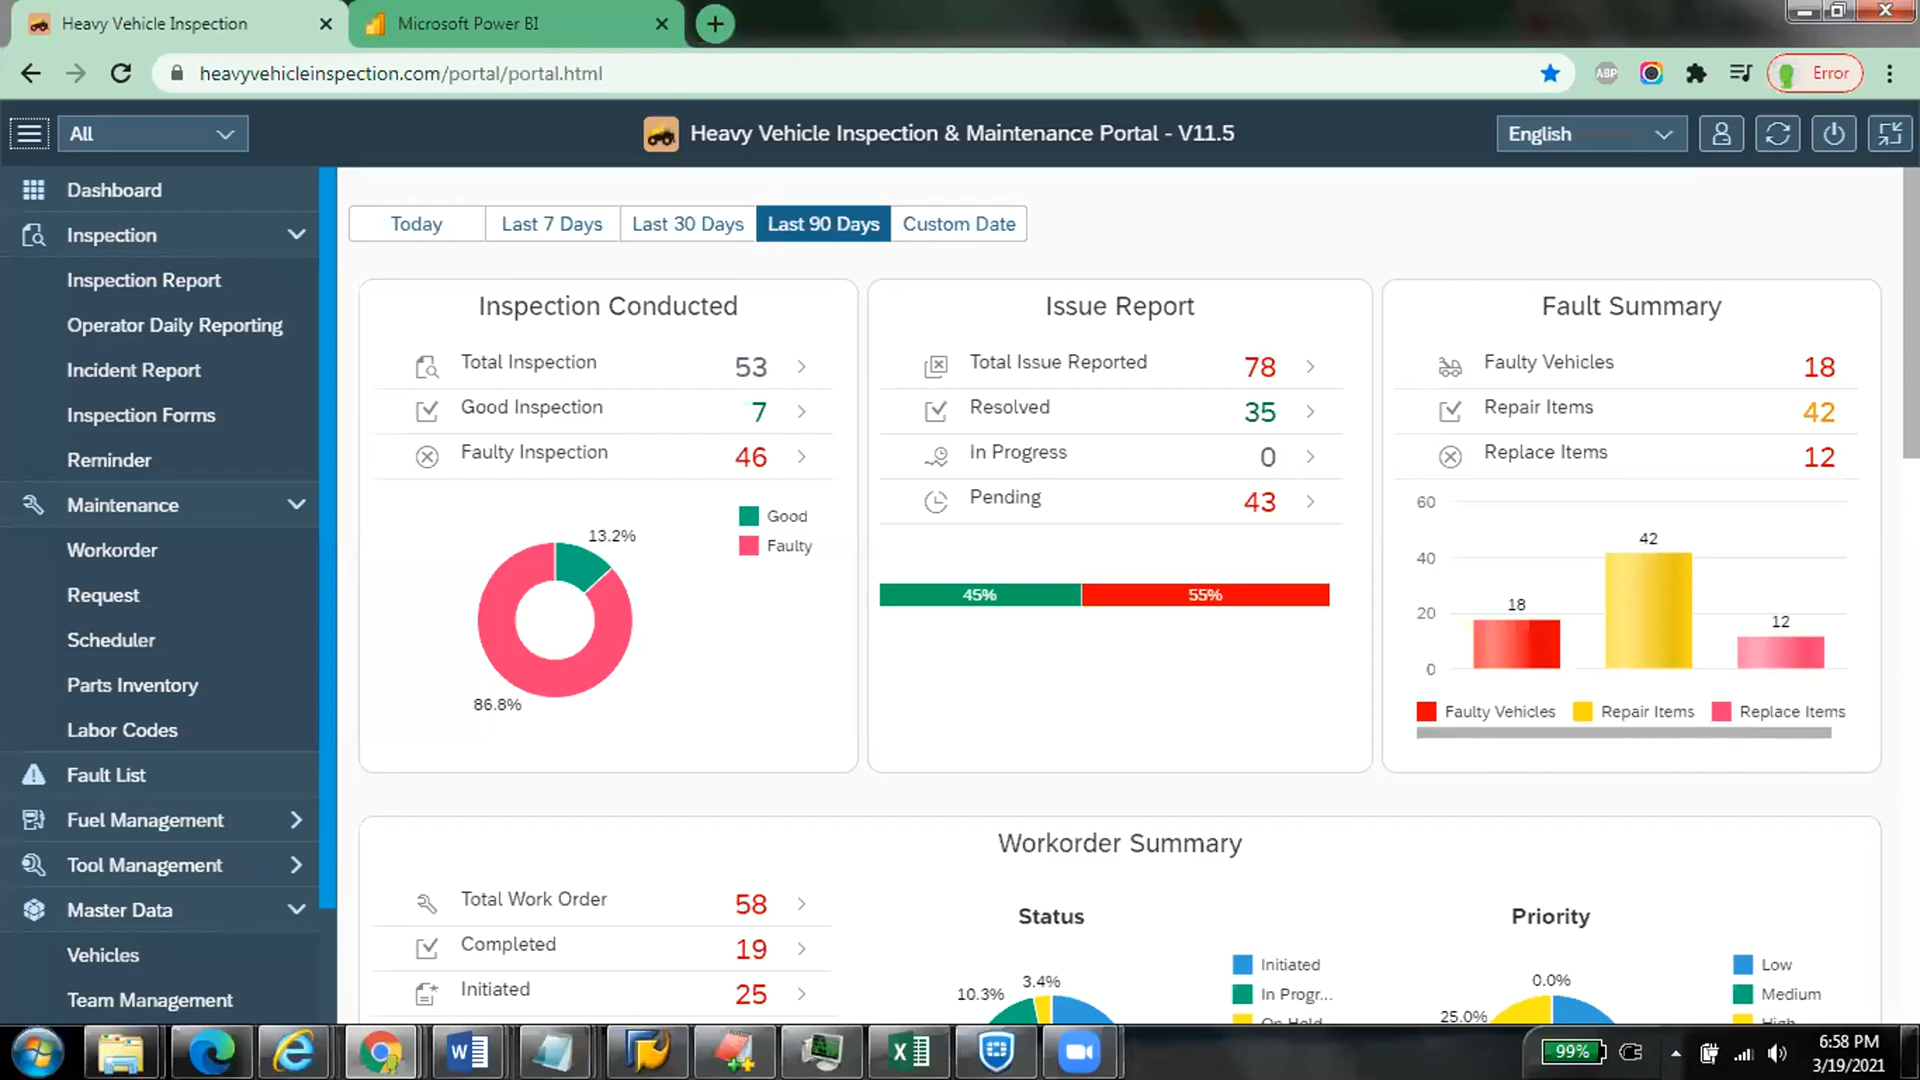 Heavy Vehicle Inspection
Microsoft Power BI
heavyvehicleinspection.com/portal/portal.html
ABP
Error
All
Heavy Vehicle Inspection & Maintenance Portal - V11.5
English
Dashboard
Inspection
Inspection Report
Operator Daily Reporting
Incident Report
Inspection Forms
Reminder
Maintenance
Workorder
Request
Scheduler
Parts Inventory
Labor Codes
Fault List
Fuel Management
Tool Management
Master Data
Vehicles
Team Management
Today
Last 7 Days
Last 30 Days
Last 90 Days
Custom Date
Inspection Conducted
Total Inspection 53
Good Inspection 7
Faulty Inspection 46
Good
Faulty
13.2%
86.8%
Issue Report
Total Issue Reported 78
Resolved 35
In Progress 0
Pending 43
45% 55%
Fault Summary
Faulty Vehicles 18
Repair Items 42
Replace Items 12
60
40
20
0
18
42
12
Faulty Vehicles Repair Items Replace Items
Workorder Summary
Total Work Order 58
Completed 19
Initiated 25
Status
10.3%
3.4%
Initiated
In Progr...
On Hold
Priority
0.0%
25.0%
Low
Medium
High
99%
6:58 PM
3/19/2021